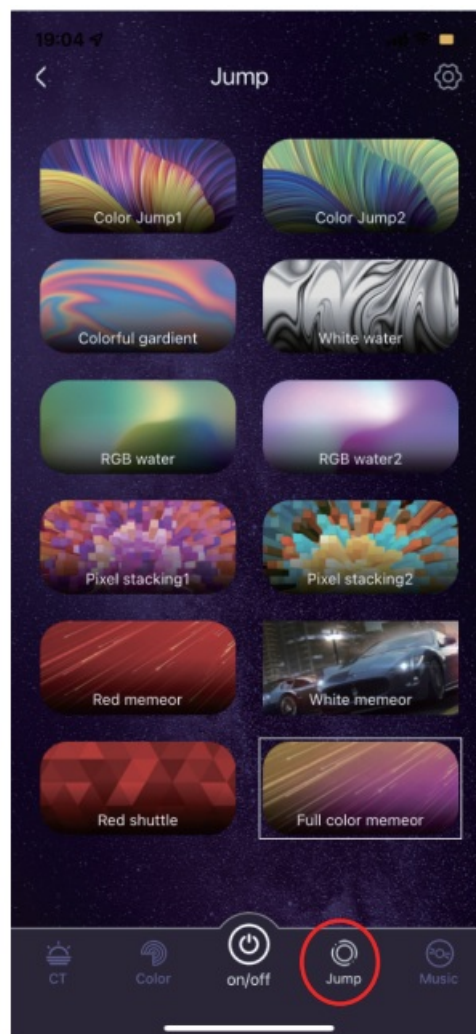 19:04
Jump
Color Jump1 Color Jump2
Colorful gardient White water
RGB water RGB water2
Pixel stacking1 Pixel stacking2
Red memeor White memeor
Red shuttle Full color memeor
CT Color on/off Jump Music